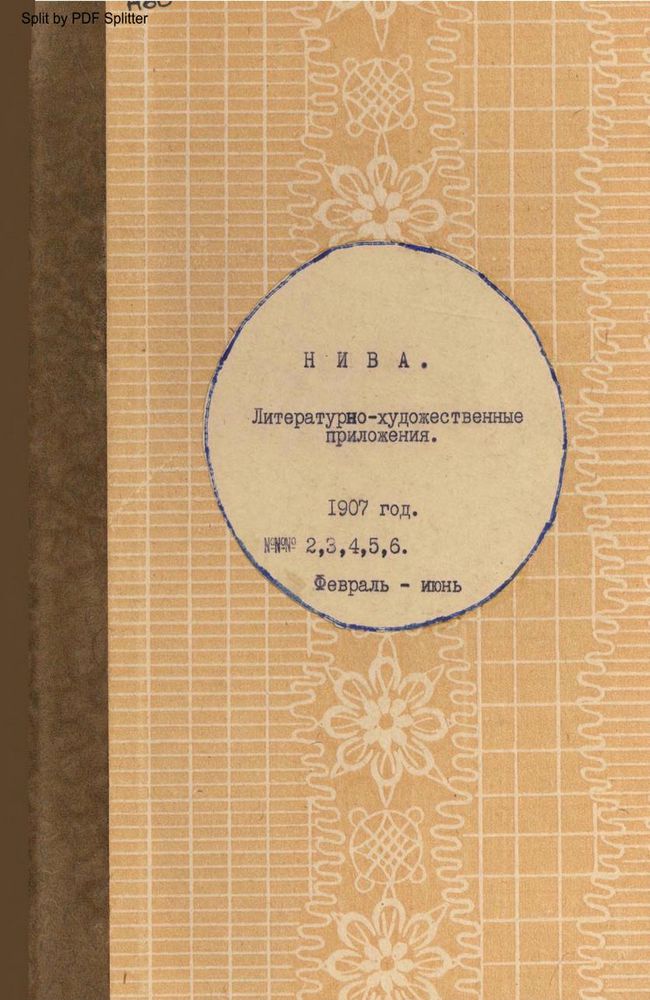 Split by PDF Splitter
Н И В А .
Литературно-художественные
приложения.
1907 год.
№№№ 2,3,4,5,6.
Февраль - июнь